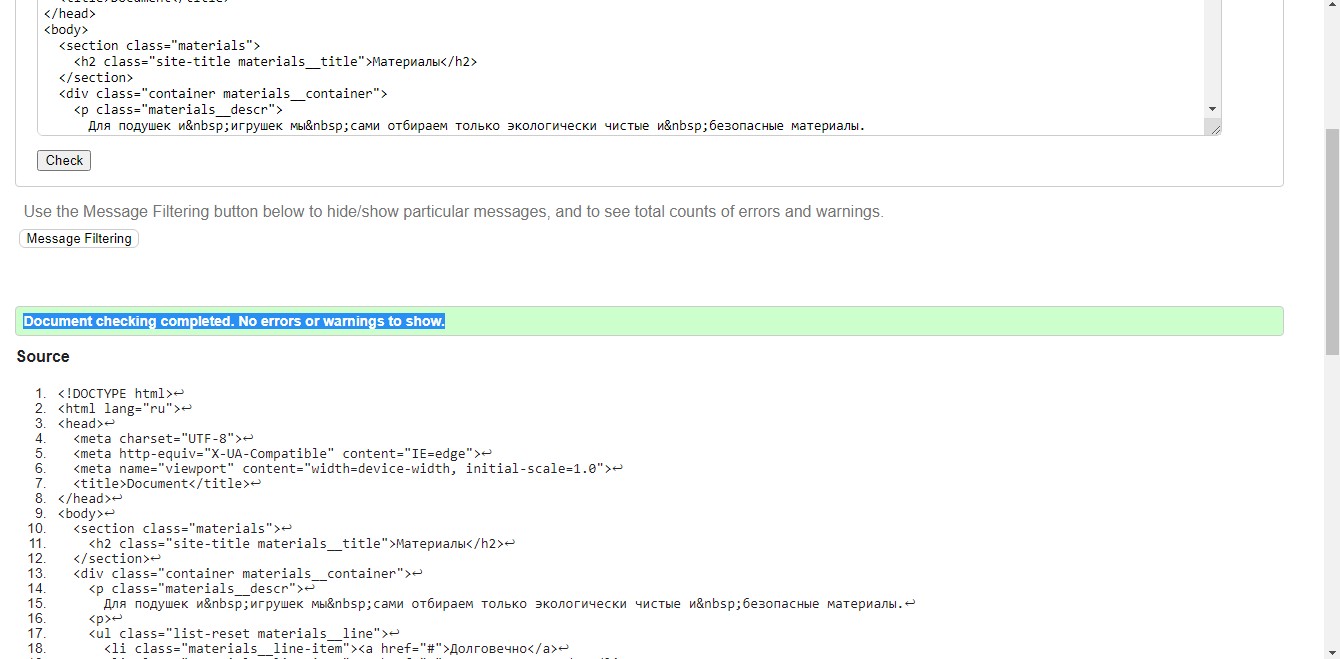 </head>
<body>
<section class="materials">
<h2 class="site-title materials__title">Материалы</h2>
</section>
<div class="container materials__container">
<p class="materials__descr">
Для подушек и&nbsp;игрушек мы&nbsp;сами отбираем только экологически чистые и&nbsp;безопасные материалы.
Check
Use the Message Filtering button below to hide/show particular messages, and to see total counts of errors and warnings.
Message Filtering
Document checking completed. No errors or warnings to show.
Source
1. <!DOCTYPE html>↩
2. <html lang="ru">↩
3. <head>↩
4. <meta charset="UTF-8">↩
5. <meta http-equiv="X-UA-Compatible" content="IE=edge">↩
6. <meta name="viewport" content="width=device-width, initial-scale=1.0">↩
7. <title>Document</title>↩
8. </head>↩
9. <body>↩
10. <section class="materials">↩
11. <h2 class="site-title materials__title">Материалы</h2>↩
12. </section>↩
13. <div class="container materials__container">↩
14. <p class="materials__descr">↩
15. Для подушек и&nbsp;игрушек мы&nbsp;сами отбираем только экологически чистые и&nbsp;безопасные материалы.↩
16. <p>↩
17. <ul class="list-reset materials__line">↩
18. <li class="materials__line-item"><a href="#">Долговечно</a>↩